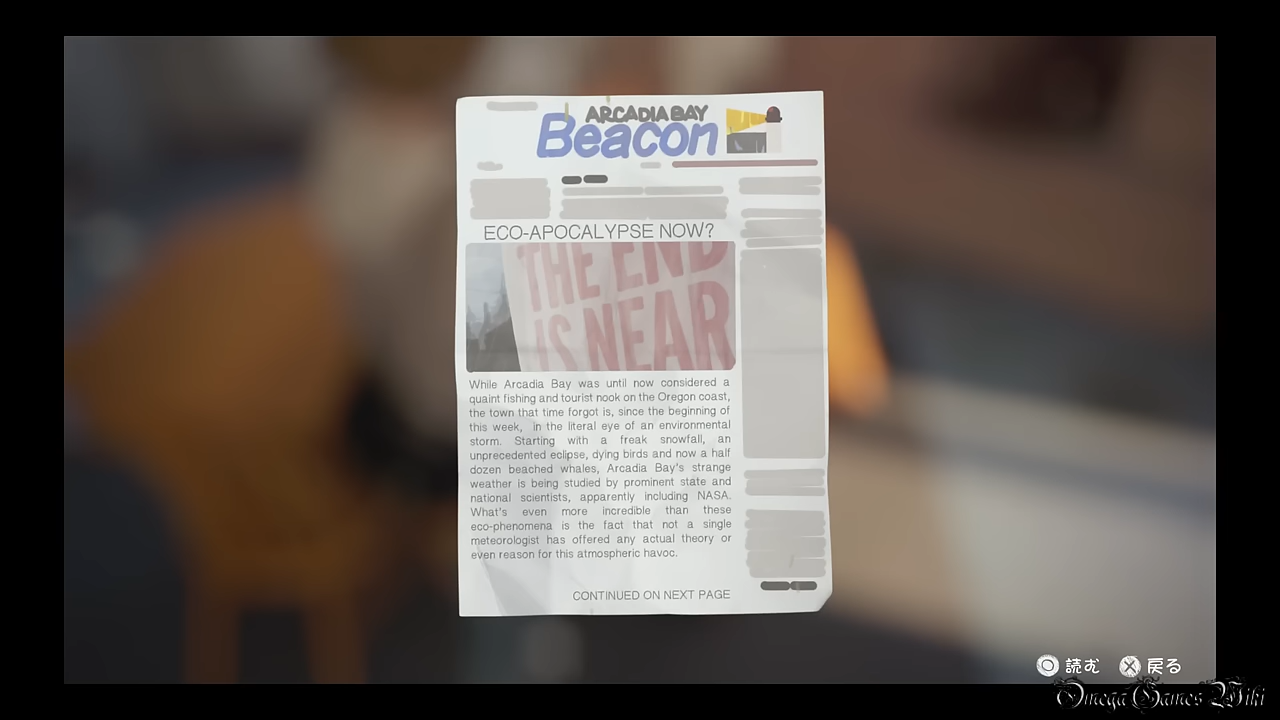 ARCADIA BAY
Beacon
ECO-APOCALYPSE NOW?
THE END
IS NEAR
While Arcadia Bay was until now considered a
quaint fishing and tourist nook on the Oregon coast,
the town that time forgot is, since the beginning of
this week, in the literal eye of an environmental
storm. Starting with a freak snowfall, an
unprecedented eclipse, dying birds and now a half
dozen beached whales, Arcadia Bay's strange
weather is being studied by prominent state and
national scientists, apparently including NASA.
What's even more incredible than these
eco-phenomena is the fact that not a single
meteorologist has offered any actual theory or
even reason for this atmospheric havoc.
CONTINUED ON NEXT PAGE
読む 戻る
Omega Games Wiki